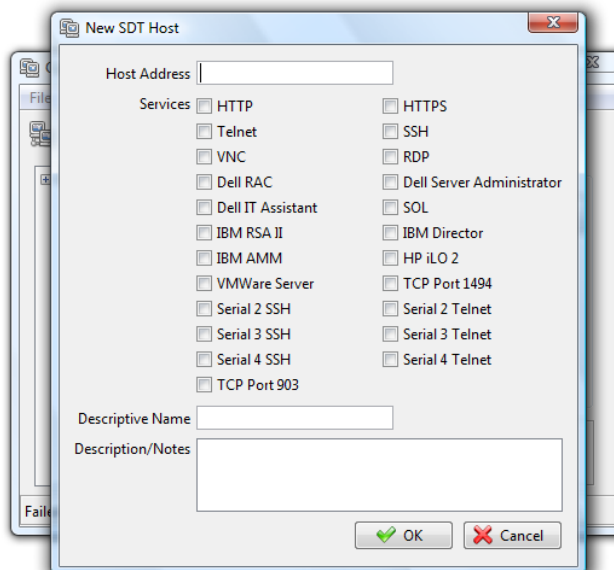 New SDT Host
File
Host Address
Services HTTP HTTPS
Telnet SSH
VNC RDP
Dell RAC Dell Server Administrator
Dell IT Assistant SOL
IBM RSA II IBM Director
IBM AMM HP iLO 2
VMWare Server TCP Port 1494
Serial 2 SSH Serial 2 Telnet
Serial 3 SSH Serial 3 Telnet
Serial 4 SSH Serial 4 Telnet
TCP Port 903
Descriptive Name
Description/Notes
OK Cancel